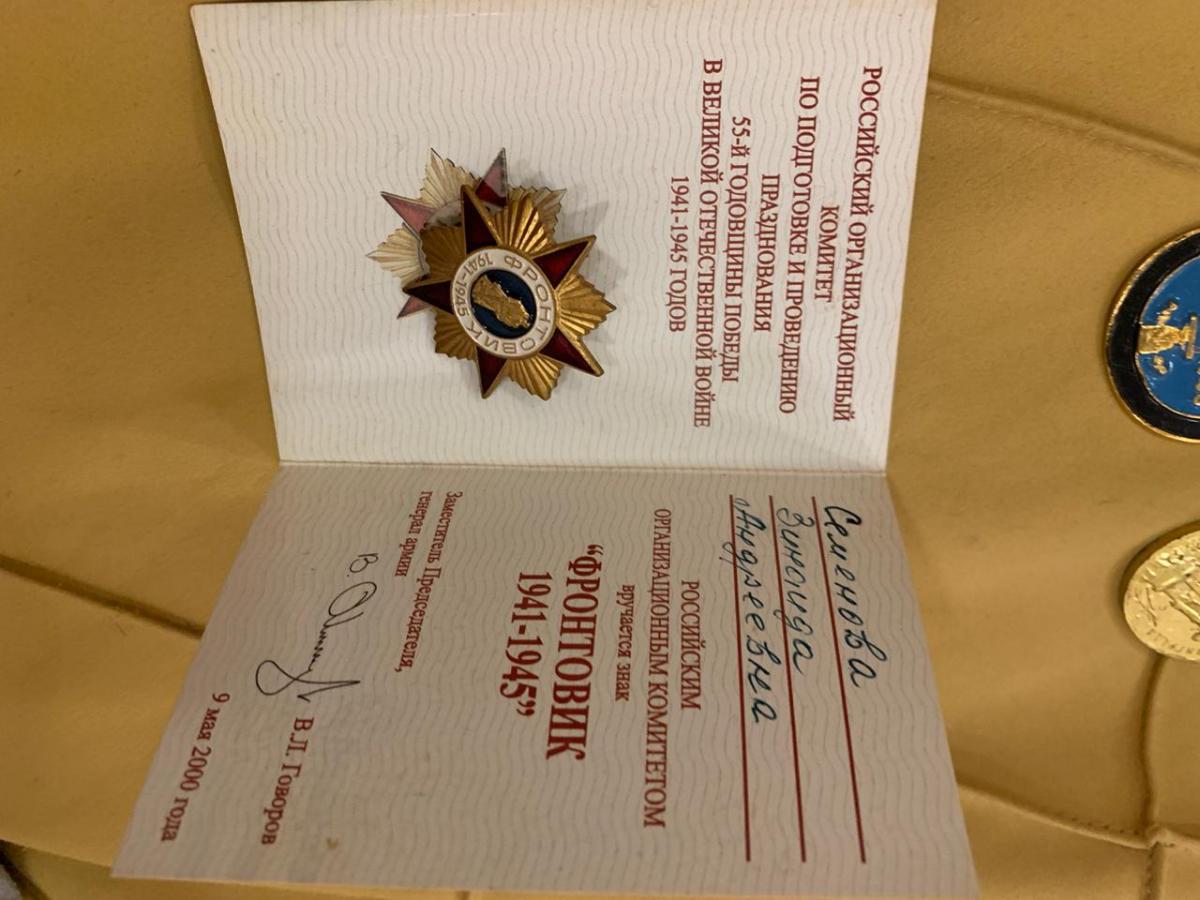 РОССИЙСКИЙ ОРГАНИЗАЦИОННЫЙ
КОМИТЕТ
ПО ПОДГОТОВКЕ И ПРОВЕДЕНИЮ
ПРАЗДНОВАНИЯ
55-Й ГОДОВЩИНЫ ПОБЕДЫ
В ВЕЛИКОЙ ОТЕЧЕСТВЕННОЙ ВОЙНЕ
1941-1945 ГОДОВ
ФРОНТОВИК
1941-1945
Семенова
Зиноида
Андреевна
РОССИЙСКИМ
ОРГАНИЗАЦИОННЫМ КОМИТЕТОМ
вручается знак
“ФРОНТОВИК
1941-1945”
Заместитель Председателя,
генерал армии
В.Л. Говоров
9 мая 2000 года